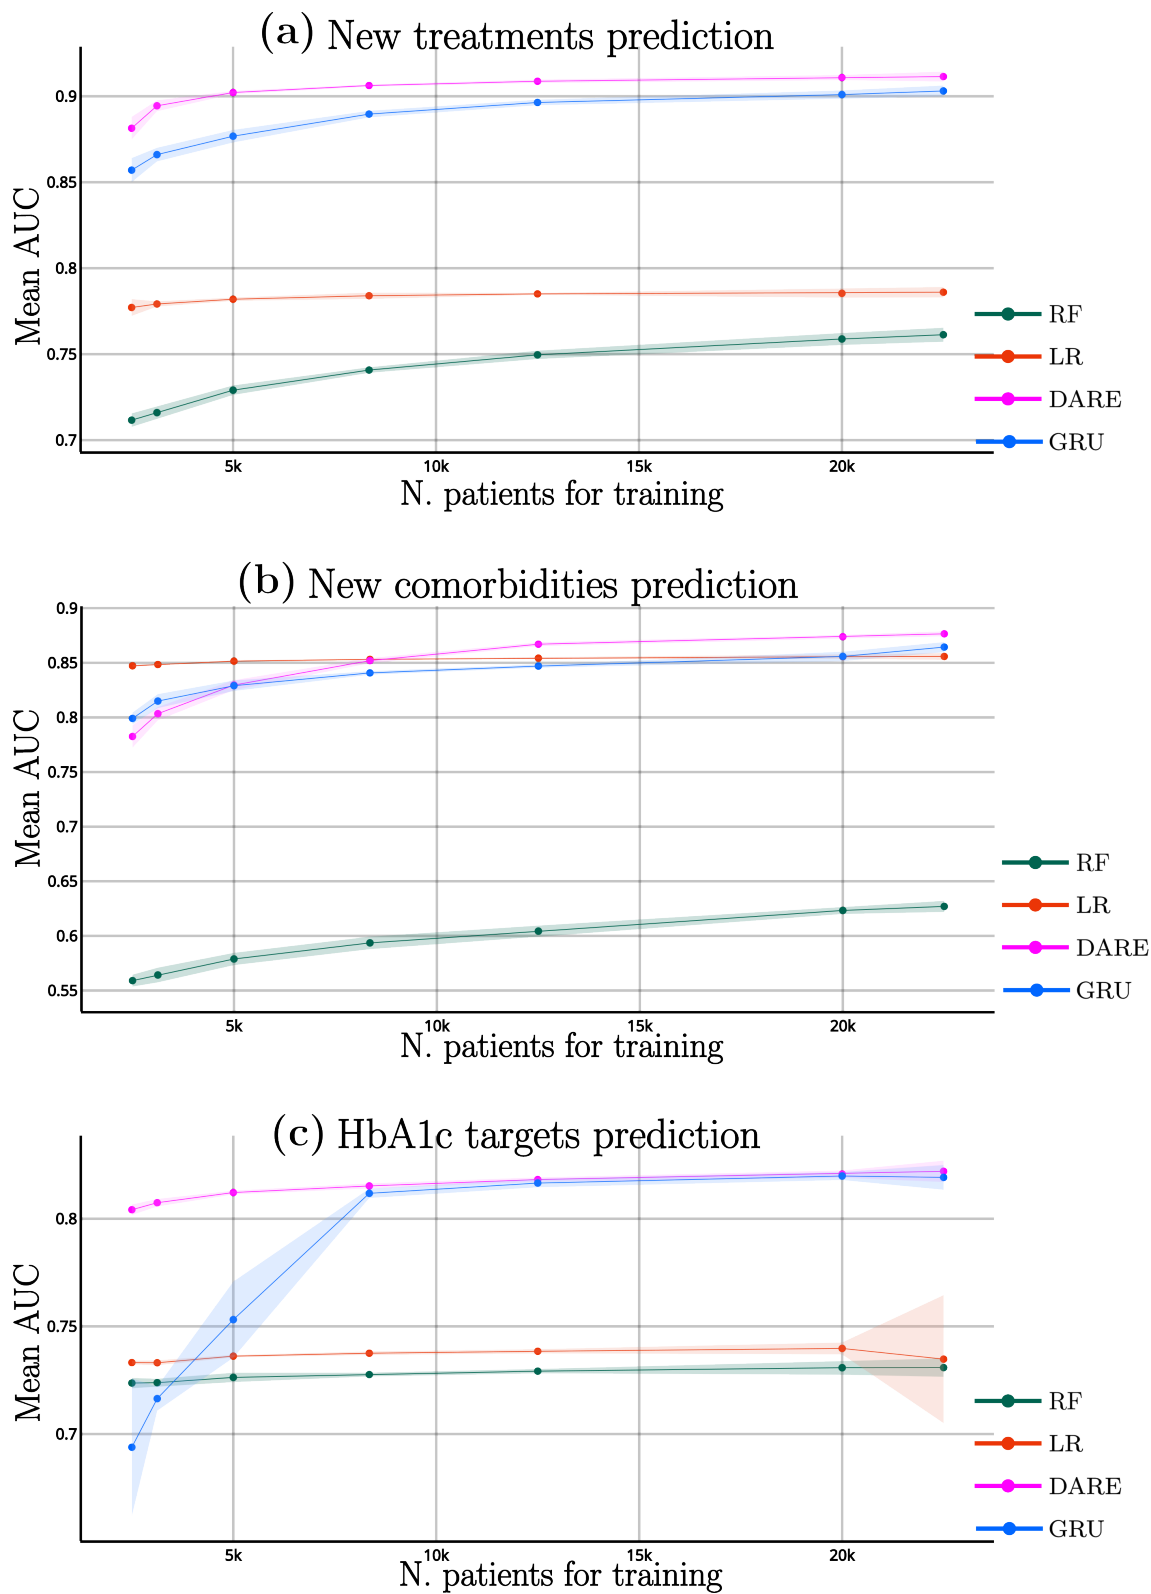 (a) New treatments prediction
Mean AUC
0.9
0.85
0.8
0.75
0.7
5k 10k 15k 20k
N. patients for training
RF
LR
DARE
GRU
(b) New comorbidities prediction
Mean AUC
0.9
0.85
0.8
0.75
0.7
0.65
0.6
0.55
5k 10k 15k 20k
N. patients for training
RF
LR
DARE
GRU
(c) HbA1c targets prediction
Mean AUC
0.8
0.75
0.7
5k 10k 15k 20k
N. patients for training
RF
LR
DARE
GRU